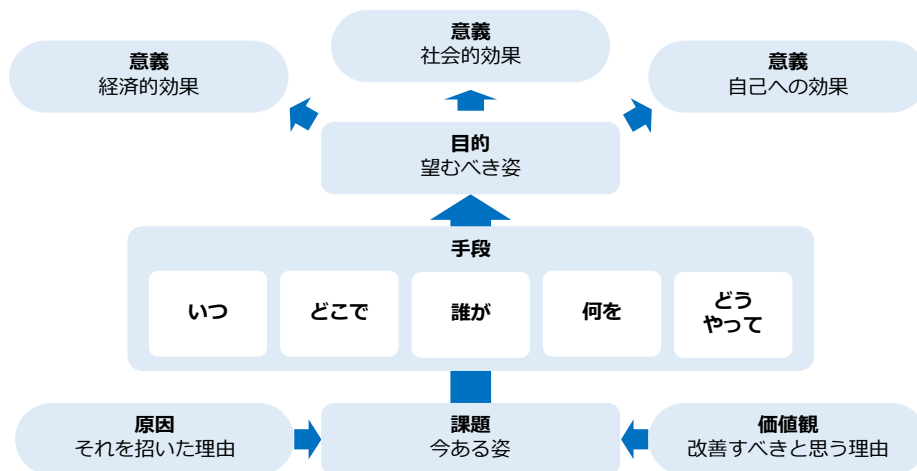 意義
社会的効果
意義
経済的効果
意義
自己への効果
目的
望むべき姿
手段
いつ
どこで
誰が
何を
どう
やって
原因
それを招いた理由
課題
今ある姿
価値観
改善すべきと思う理由